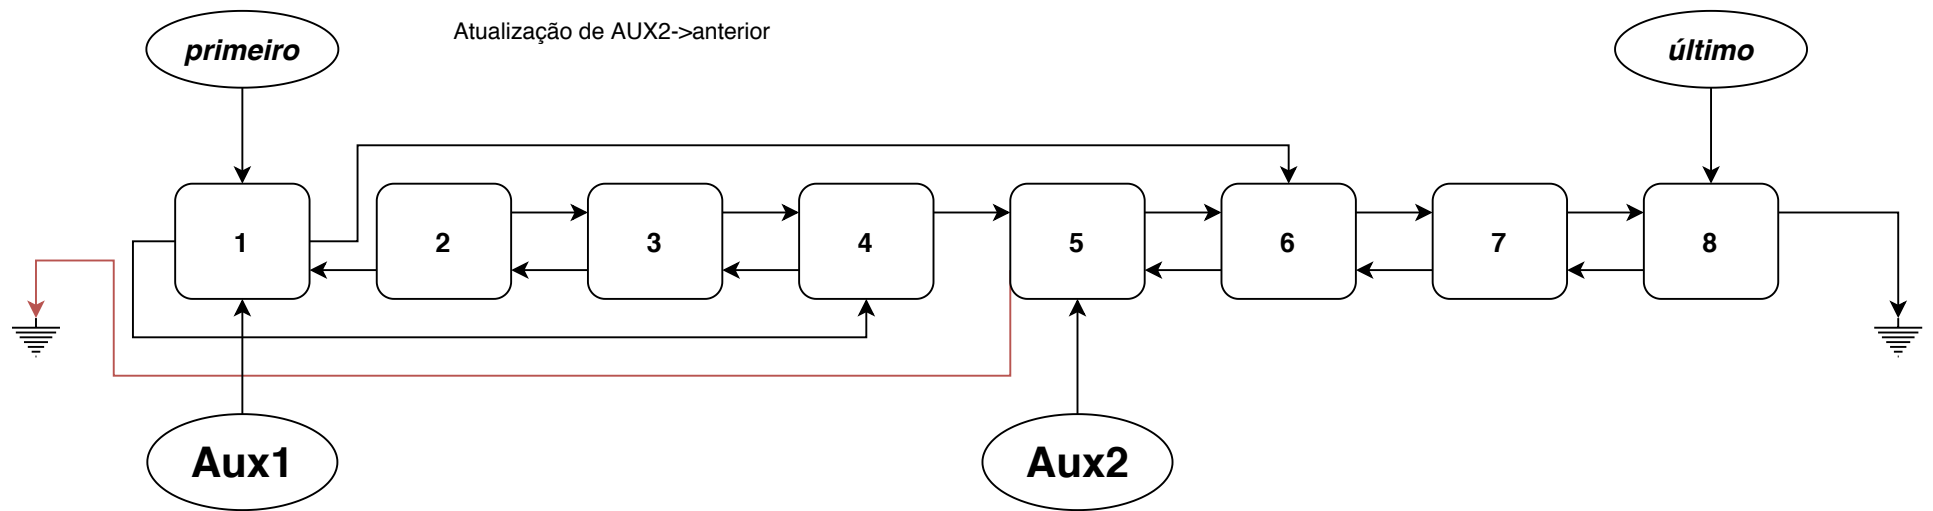 primeiro
Atualização de AUX2->anterior
último
1
2
3
4
5
6
7
8
Aux1
Aux2